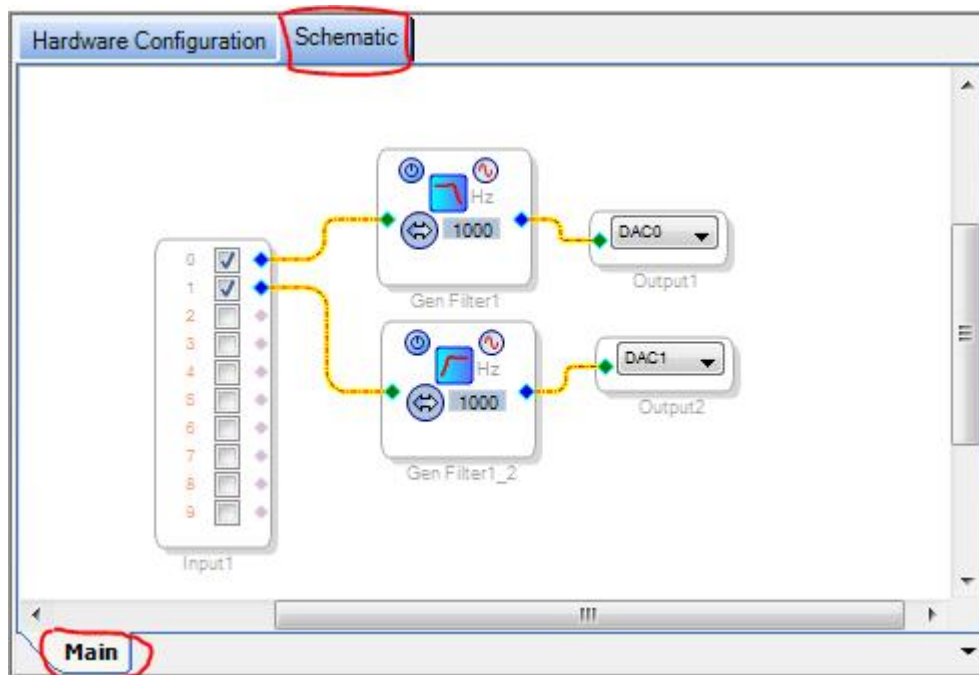 Hardware Configuration
Schematic
Hz
1000
Gen Filter1
DAC0
Output1
0
1
2
3
4
5
6
7
8
9
Input1
Hz
1000
Gen Filter1_2
DAC1
Output2
Main